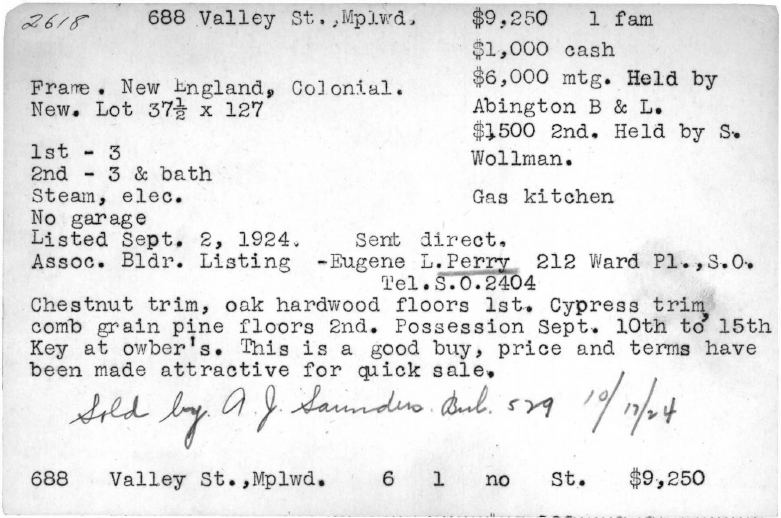 2618 688 Valley St.,Mplwd. $9,250 1 fam
$1,000 cash
Frame. New England, Colonial. $6,000 mtg. Held by
New. Lot 37½ x 127 Abington B & L.
$1,500 2nd. Held by S.
1st - 3 Wollman.
2nd - 3 & bath
Steam, elec. Gas kitchen
No garage
Listed Sept. 2, 1924. Sent direct.
Assoc. Bldr. Listing -Eugene L.Perry 212 Ward Pl.,S.O.
Tel.S.O.2404
Chestnut trim, oak hardwood floors 1st. Cypress trim,
comb grain pine floors 2nd. Possession Sept. 10th to 15th
Key at owber's. This is a good buy, price and terms have
been made attractive for quick sale.
Sold by A. J. Saunders. Bul. 529 10/17/24
688 Valley St.,Mplwd. 6 1 no St. $9,250